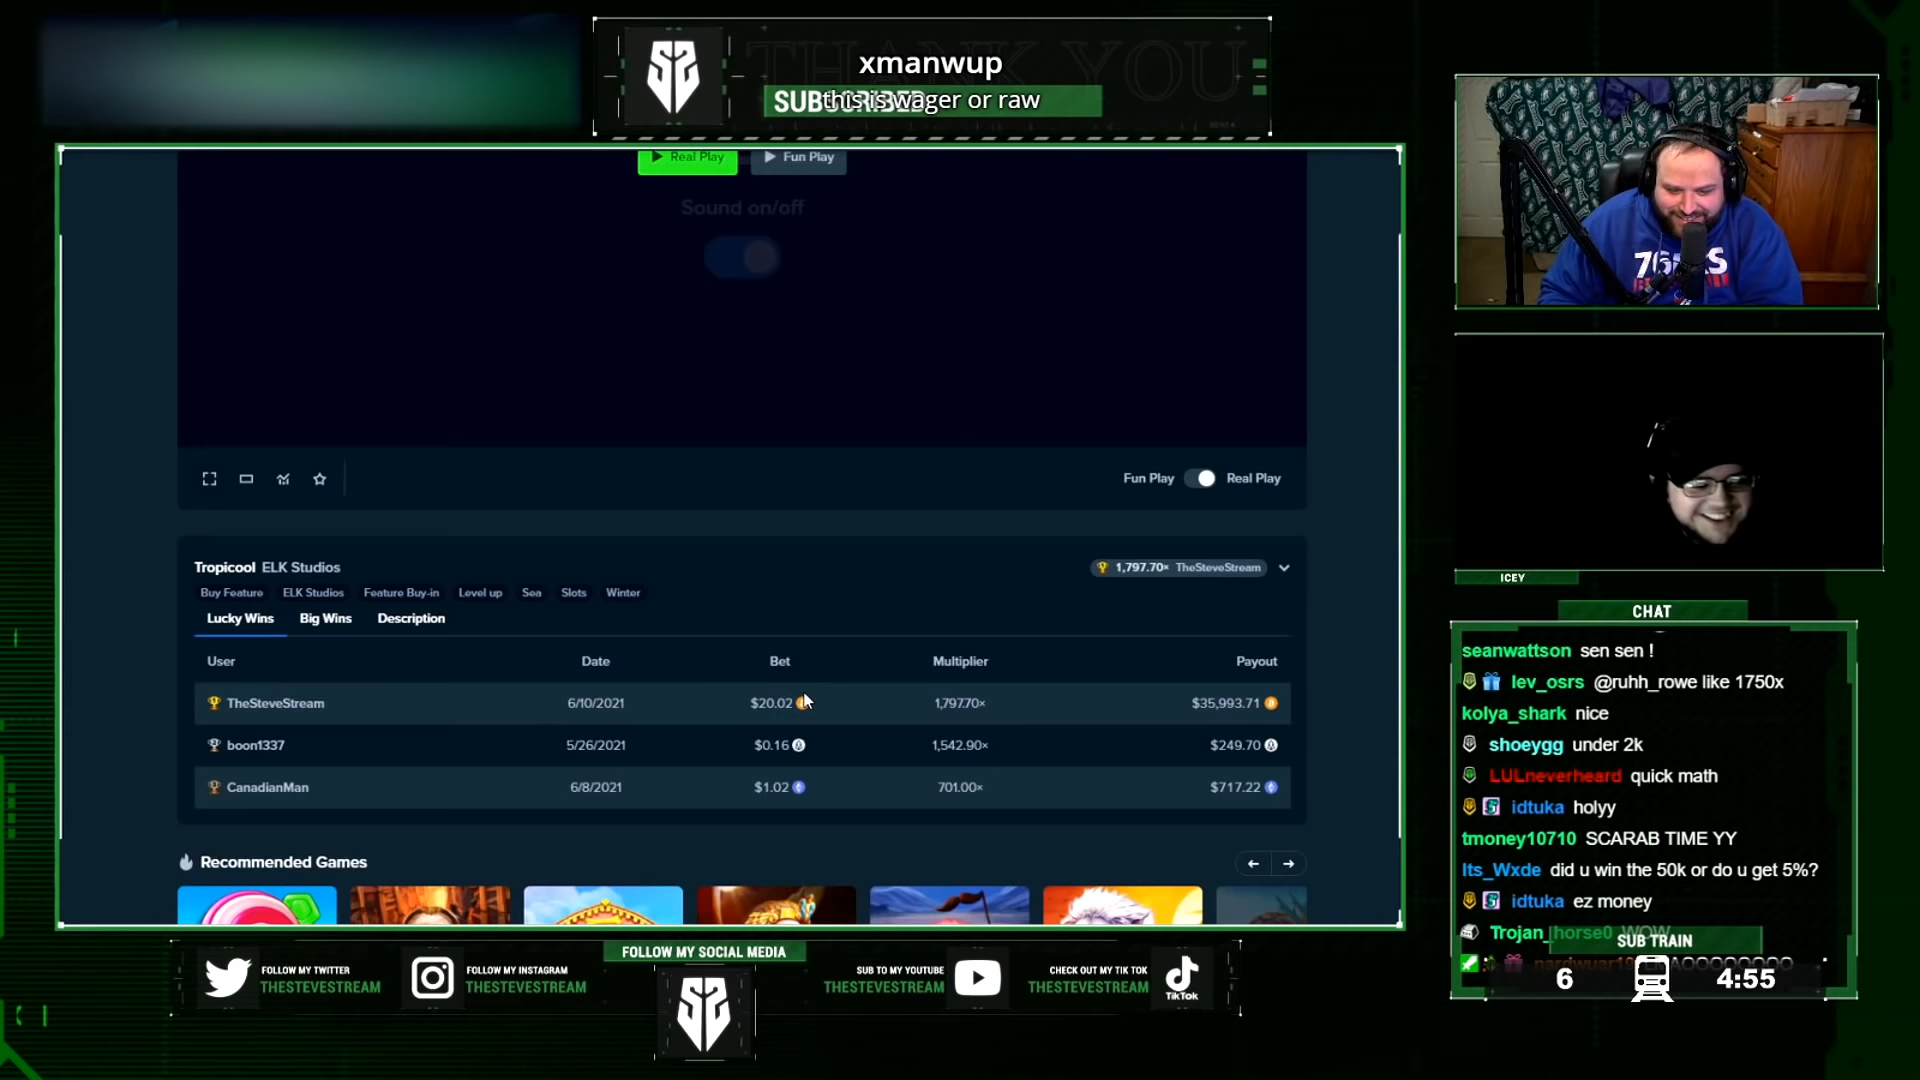 THANK YOU
xmanwup
SUBSCRIBED
this is wager or raw
Real Play
Fun Play
Sound on/off
Fun Play
Real Play
Tropicool ELK Studios
1,797.70× TheSteveStream
Buy Feature ELK Studios Feature Buy-in Level up Sea Slots Winter
Lucky Wins Big Wins Description
User Date Bet Multiplier Payout
TheSteveStream 6/10/2021 $20.02 1,797.70× $35,993.71
boon1337 5/26/2021 $0.16 1,542.90× $249.70
CanadianMan 6/8/2021 $1.02 701.00× $717.22
Recommended Games
FOLLOW MY SOCIAL MEDIA
FOLLOW MY TWITTER
THESTEVESTREAM
FOLLOW MY INSTAGRAM
THESTEVESTREAM
SUB TO MY YOUTUBE
THESTEVESTREAM
CHECK OUT MY TIK TOK
THESTEVESTREAM
TikTok
76ERS
ICEY
CHAT
seanwattson sen sen !
lev_osrs @ruhh_rowe like 1750x
kolya_shark nice
shoeygg under 2k
LULneverheard quick math
idtuka holyy
tmoney10710 SCARAB TIME YY
Its_Wxde did u win the 50k or do u get 5%?
idtuka ez money
Trojan_horse0 WOW
SUB TRAIN
6 4:55